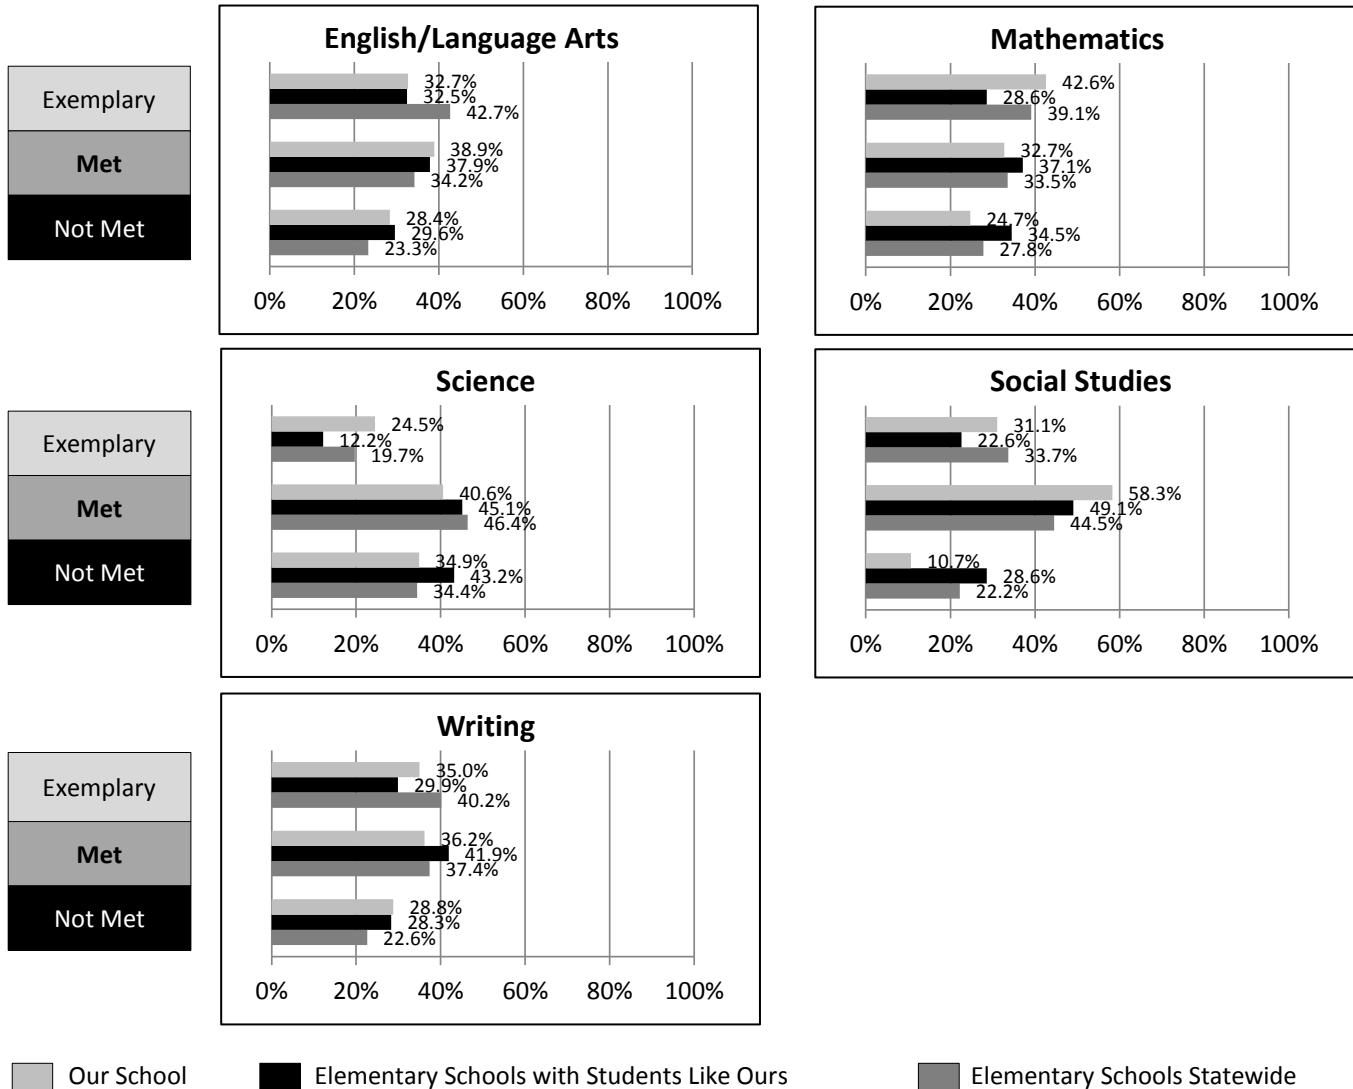 English/Language Arts
Exemplary
Met
Not Met
32.7%
32.5%
42.7%
38.9%
37.9%
34.2%
28.4%
29.6%
23.3%
0% 20% 40% 60% 80% 100%
Mathematics
42.6%
28.6%
39.1%
32.7%
37.1%
33.5%
24.7%
34.5%
27.8%
0% 20% 40% 60% 80% 100%
Science
Exemplary
Met
Not Met
24.5%
12.2%
19.7%
40.6%
45.1%
46.4%
34.9%
43.2%
34.4%
0% 20% 40% 60% 80% 100%
Social Studies
31.1%
22.6%
33.7%
58.3%
49.1%
44.5%
10.7%
28.6%
22.2%
0% 20% 40% 60% 80% 100%
Writing
Exemplary
Met
Not Met
35.0%
29.9%
40.2%
36.2%
41.9%
37.4%
28.8%
28.3%
22.6%
0% 20% 40% 60% 80% 100%
Our School Elementary Schools with Students Like Ours Elementary Schools Statewide